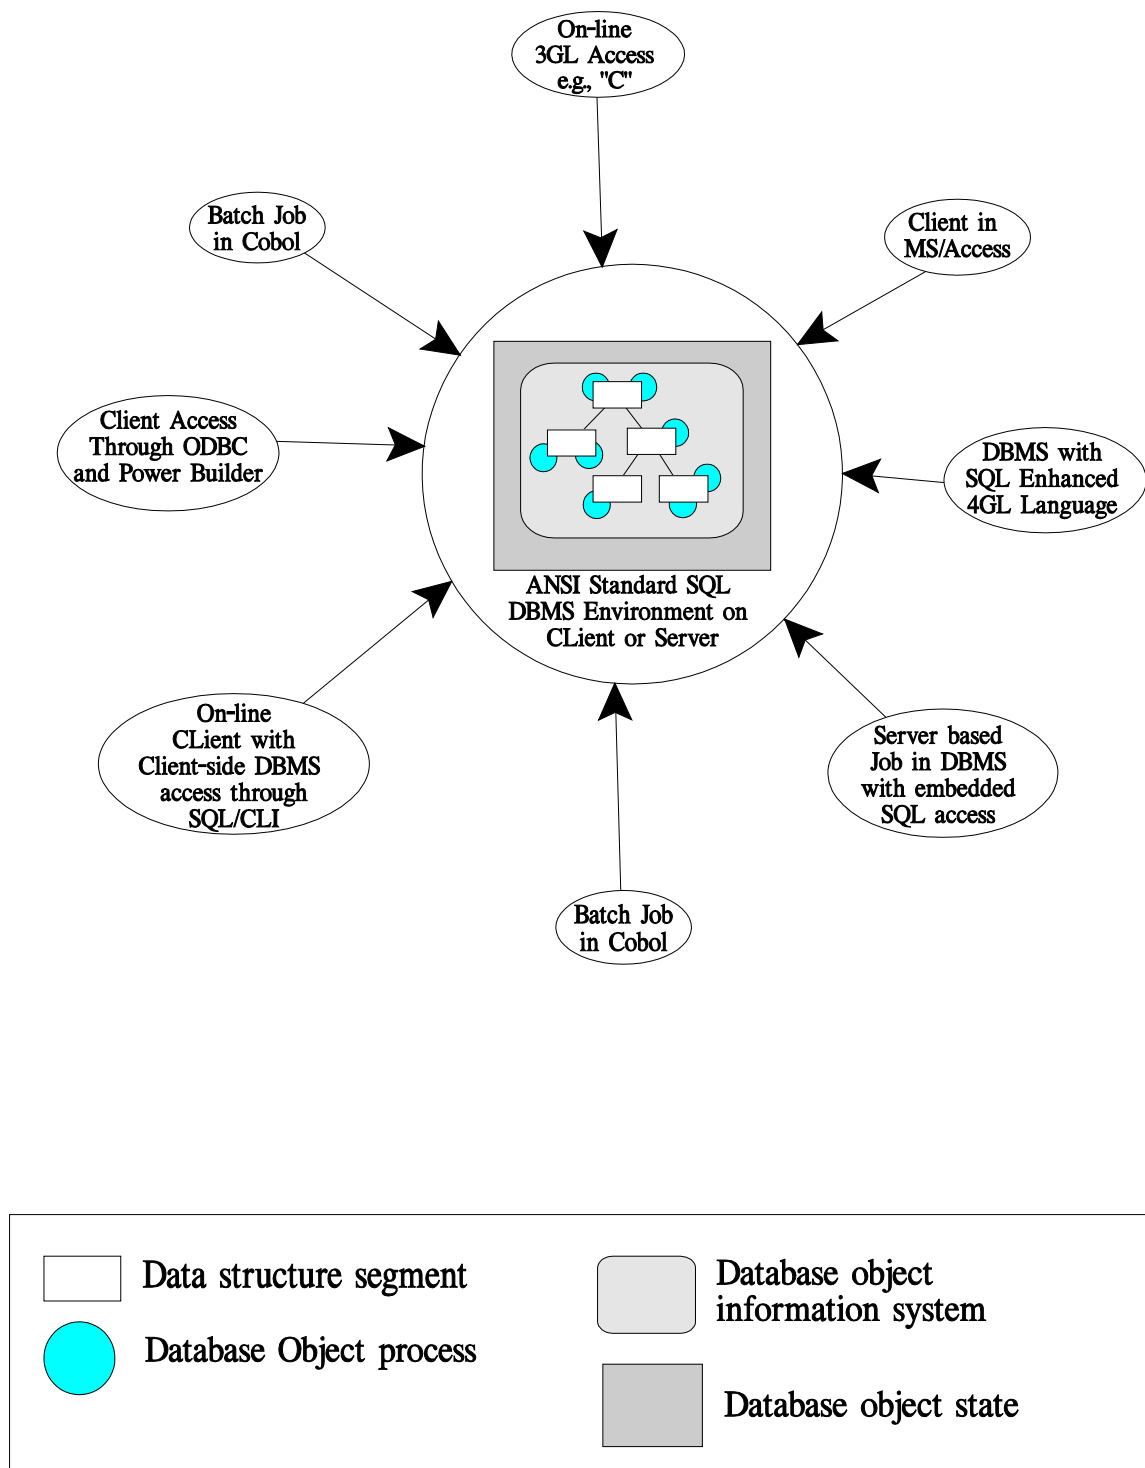 On-line
3GL Access
e.g., "C"
Batch Job
in Cobol
Client in
MS/Access
Client Access
Through ODBC
and Power Builder
DBMS with
SQL Enhanced
4GL Language
ANSI Standard SQL
DBMS Environment on
CLient or Server
On-line
CLient with
Client-side DBMS
access through
SQL/CLI
Server based
Job in DBMS
with embedded
SQL access
Batch Job
in Cobol
Data structure segment
Database Object process
Database object
information system
Database object state